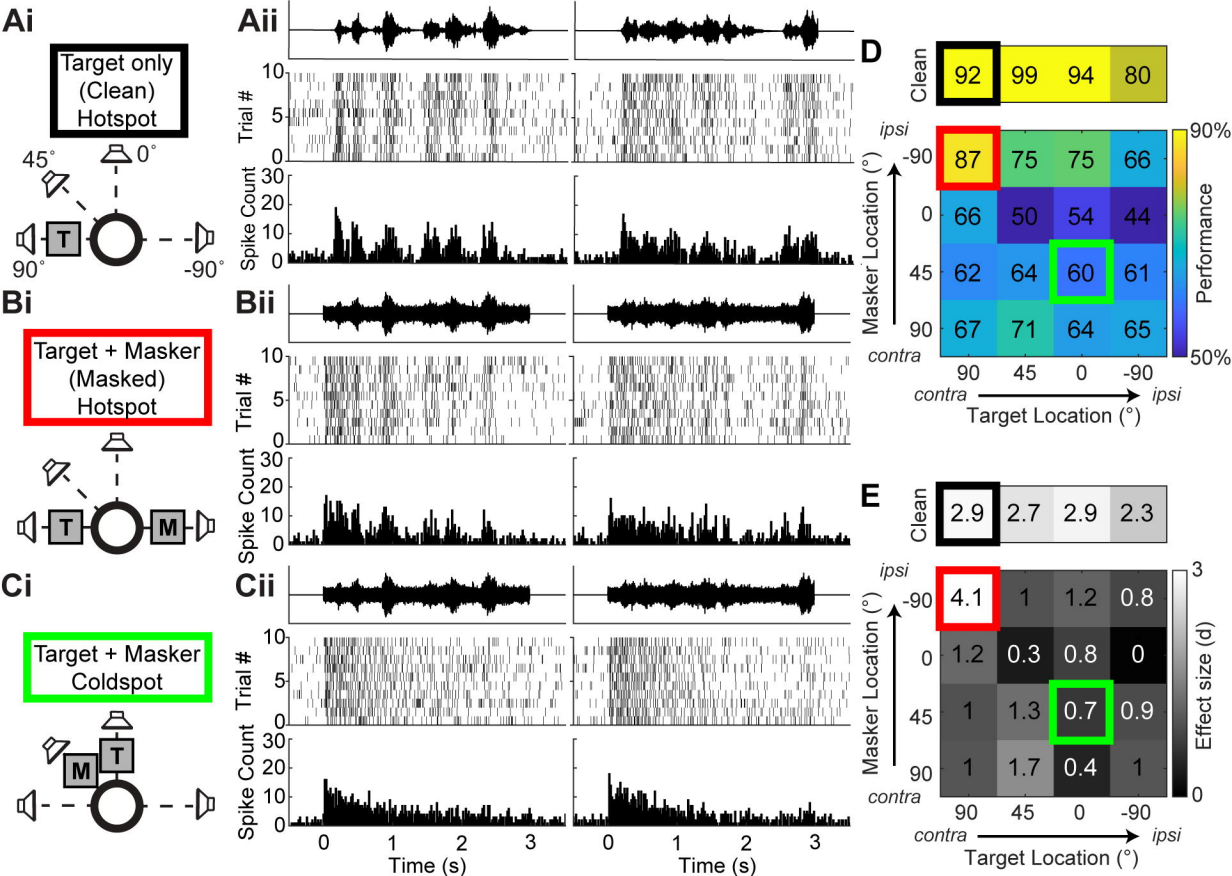 Ai
Target only
(Clean)
Hotspot
45°
0°
T
90°
-90°
Aii
10
5
0
Trial #
30
20
10
0
Spike Count
Bi
Target + Masker
(Masked)
Hotspot
T
M
Bii
10
5
0
Trial #
30
20
10
0
Spike Count
Ci
Target + Masker
Coldspot
M
T
Cii
10
5
0
Trial #
30
20
10
0
Spike Count
0 1 2 3
Time (s)
0 1 2 3
Time (s)
D
Clean
92 99 94 80
ipsi
-90 87 75 75 66
0 66 50 54 44
45 62 64 60 61
90 67 71 64 65
contra
Masker Location (°)
90 45 0 -90
contra ipsi
Target Location (°)
90%
Performance
50%
E
Clean
2.9 2.7 2.9 2.3
ipsi
-90 4.1 1 1.2 0.8
0 1.2 0.3 0.8 0
45 1 1.3 0.7 0.9
90 1 1.7 0.4 1
contra
Masker Location (°)
90 45 0 -90
contra ipsi
Target Location (°)
3
Effect size (d)
0